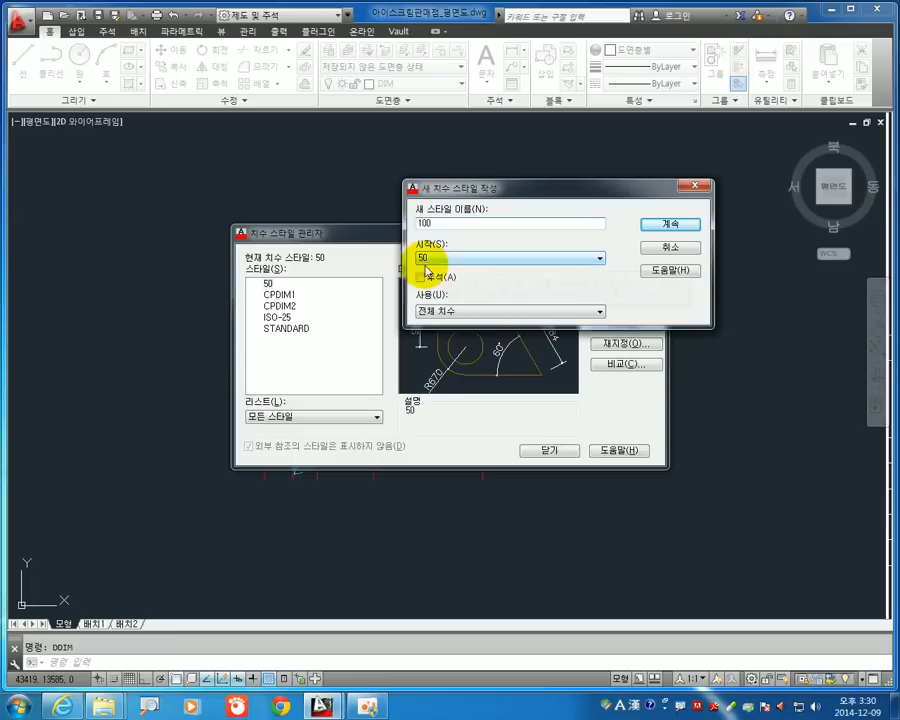 제도 및 주석
아이스크림판매점_평면도.dwg
키워드 또는 구 입력
로그인
홈 삽입 주석 배치 파라메트릭 뷰 관리 출력 플러그인 온라인 Vault
선 폴리선 원 호
이동 회전 자르기
복사 대칭 모깎기
신축 축척 배열
저장되지 않은 도면층 상태
DIM
문자
삽입
도면층별
ByLayer
ByLayer
그룹
측정
붙여넣기
그리기 수정 도면층 주석 블록 특성 그룹 유틸리티 클립보드
[-][평면도][2D 와이어프레임]
북
서 평면도 동
남
WCS
새 치수 스타일 작성
새 스타일 이름(N):
100
계속
시작(S):
취소
50
도움말(H)
주석(A)
사용(U):
전체 치수
치수 스타일 관리자
현재 치수 스타일: 50
스타일(S):
50
CPDIM1
CPDIM2
ISO-25
STANDARD
60°
R670
재지정(O)...
비교(C)...
리스트(L):
모든 스타일
설명
50
외부 참조의 스타일은 표시하지 않음(D)
닫기
도움말(H)
Y
X
모형 배치1 배치2
명령: DDIM
명령 입력
43419, 13585, 0
모형
1:1
A 漢
오후 3:30
2014-12-09